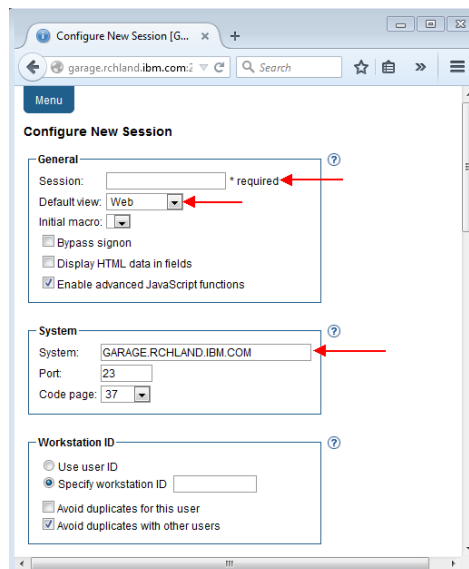 Configure New Session [G... × +
garage.rchland.ibm.com:2 Search »
Menu
Configure New Session
General
Session: * required
Default view: Web
Initial macro:
Bypass signon
Display HTML data in fields
Enable advanced JavaScript functions
System
System: GARAGE.RCHLAND.IBM.COM
Port: 23
Code page: 37
Workstation ID
Use user ID
Specify workstation ID
Avoid duplicates for this user
Avoid duplicates with other users